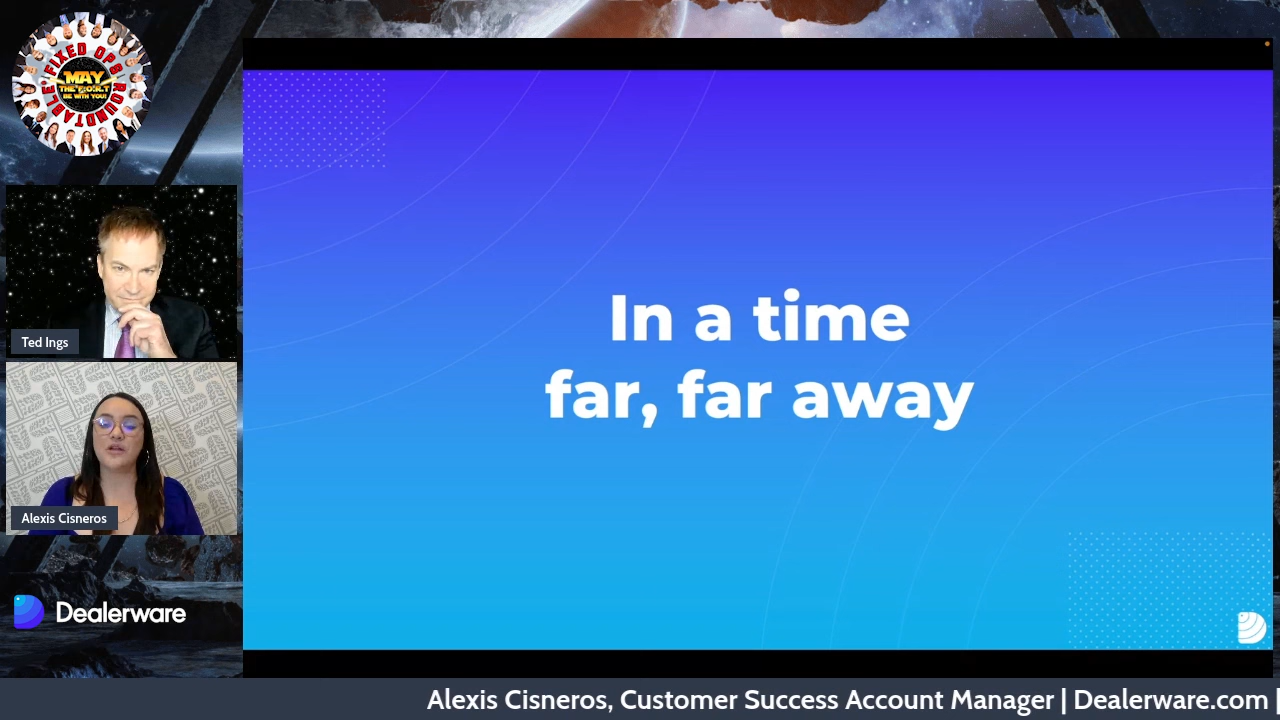 FIXED OPS ROUNDTABLE
MAY
THE F.O.R.T
BE WITH YOU!
In a time
far, far away
Ted Ings
Alexis Cisneros
Dealerware
Alexis Cisneros, Customer Success Account Manager | Dealerware.com |